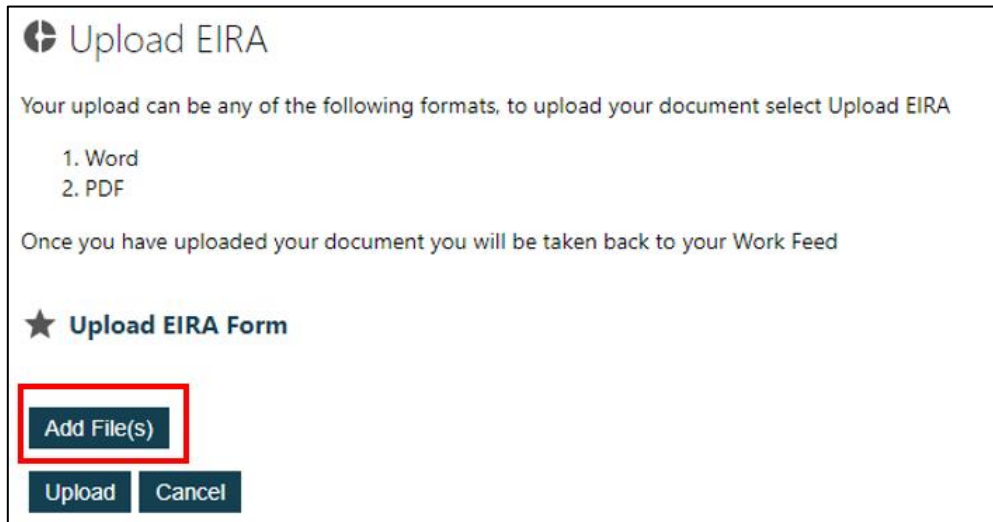 Upload EIRA
Your upload can be any of the following formats, to upload your document select Upload EIRA
1. Word
2. PDF
Once you have uploaded your document you will be taken back to your Work Feed
Upload EIRA Form
Add File(s)
Upload Cancel